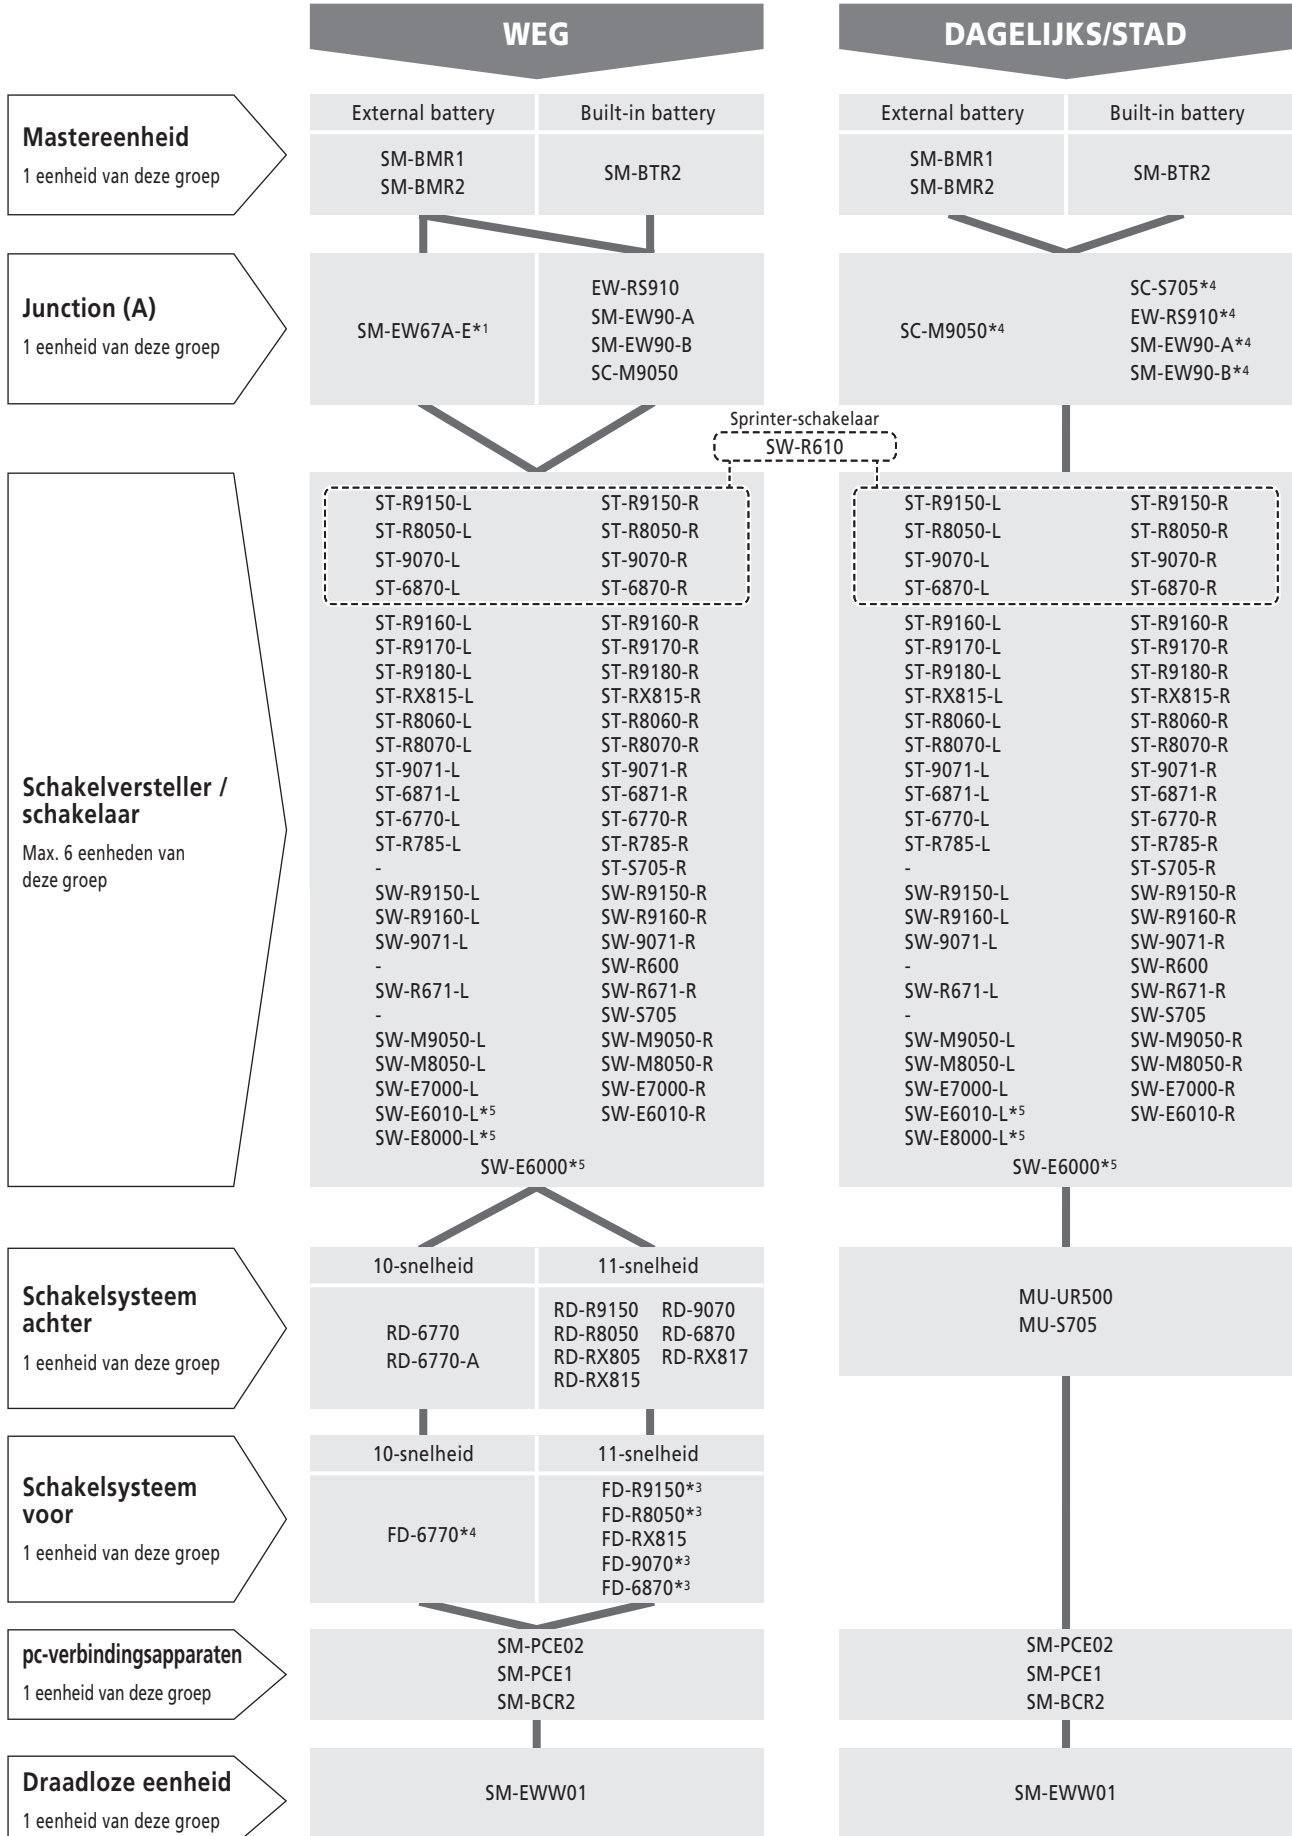 WEG
DAGELIJKS/STAD
Mastereenheid
1 eenheid van deze groep
External battery Built-in battery External battery Built-in battery
SM-BMR1
SM-BMR2
SM-BTR2
SM-BMR1
SM-BMR2
SM-BTR2
Junction (A)
1 eenheid van deze groep
SM-EW67A-E*1
EW-RS910
SM-EW90-A
SM-EW90-B
SC-M9050
SC-M9050*4
SC-S705*4
EW-RS910*4
SM-EW90-A*4
SM-EW90-B*4
Sprinter-schakelaar
SW-R610
Schakelversteller /
schakelaar
Max. 6 eenheden van
deze groep
ST-R9150-L ST-R9150-R ST-R9150-L ST-R9150-R
ST-R8050-L ST-R8050-R ST-R8050-L ST-R8050-R
ST-9070-L ST-9070-R ST-9070-L ST-9070-R
ST-6870-L ST-6870-R ST-6870-L ST-6870-R
ST-R9160-L ST-R9160-R ST-R9160-L ST-R9160-R
ST-R9170-L ST-R9170-R ST-R9170-L ST-R9170-R
ST-R9180-L ST-R9180-R ST-R9180-L ST-R9180-R
ST-RX815-L ST-RX815-R ST-RX815-L ST-RX815-R
ST-R8060-L ST-R8060-R ST-R8060-L ST-R8060-R
ST-R8070-L ST-R8070-R ST-R8070-L ST-R8070-R
ST-9071-L ST-9071-R ST-9071-L ST-9071-R
ST-6871-L ST-6871-R ST-6871-L ST-6871-R
ST-6770-L ST-6770-R ST-6770-L ST-6770-R
ST-R785-L ST-R785-R ST-R785-L ST-R785-R
- ST-S705-R - ST-S705-R
SW-R9150-L SW-R9150-R SW-R9150-L SW-R9150-R
SW-R9160-L SW-R9160-R SW-R9160-L SW-R9160-R
SW-9071-L SW-9071-R SW-9071-L SW-9071-R
- SW-R600 - SW-R600
SW-R671-L SW-R671-R SW-R671-L SW-R671-R
- SW-S705 - SW-S705
SW-M9050-L SW-M9050-R SW-M9050-L SW-M9050-R
SW-M8050-L SW-M8050-R SW-M8050-L SW-M8050-R
SW-E7000-L SW-E7000-R SW-E7000-L SW-E7000-R
SW-E6010-L*5 SW-E6010-R SW-E6010-L*5 SW-E6010-R
SW-E8000-L*5 SW-E8000-L*5
SW-E6000*5 SW-E6000*5
Schakelsysteem
achter
1 eenheid van deze groep
10-snelheid 11-snelheid
RD-6770
RD-6770-A
RD-R9150 RD-9070
RD-R8050 RD-6870
RD-RX805 RD-RX817
RD-RX815
MU-UR500
MU-S705
Schakelsysteem
voor
1 eenheid van deze groep
10-snelheid 11-snelheid
FD-6770*4
FD-R9150*3
FD-R8050*3
FD-RX815
FD-9070*3
FD-6870*3
pc-verbindingsapparaten
1 eenheid van deze groep
SM-PCE02
SM-PCE1
SM-BCR2
SM-PCE02
SM-PCE1
SM-BCR2
Draadloze eenheid
1 eenheid van deze groep
SM-EWW01
SM-EWW01